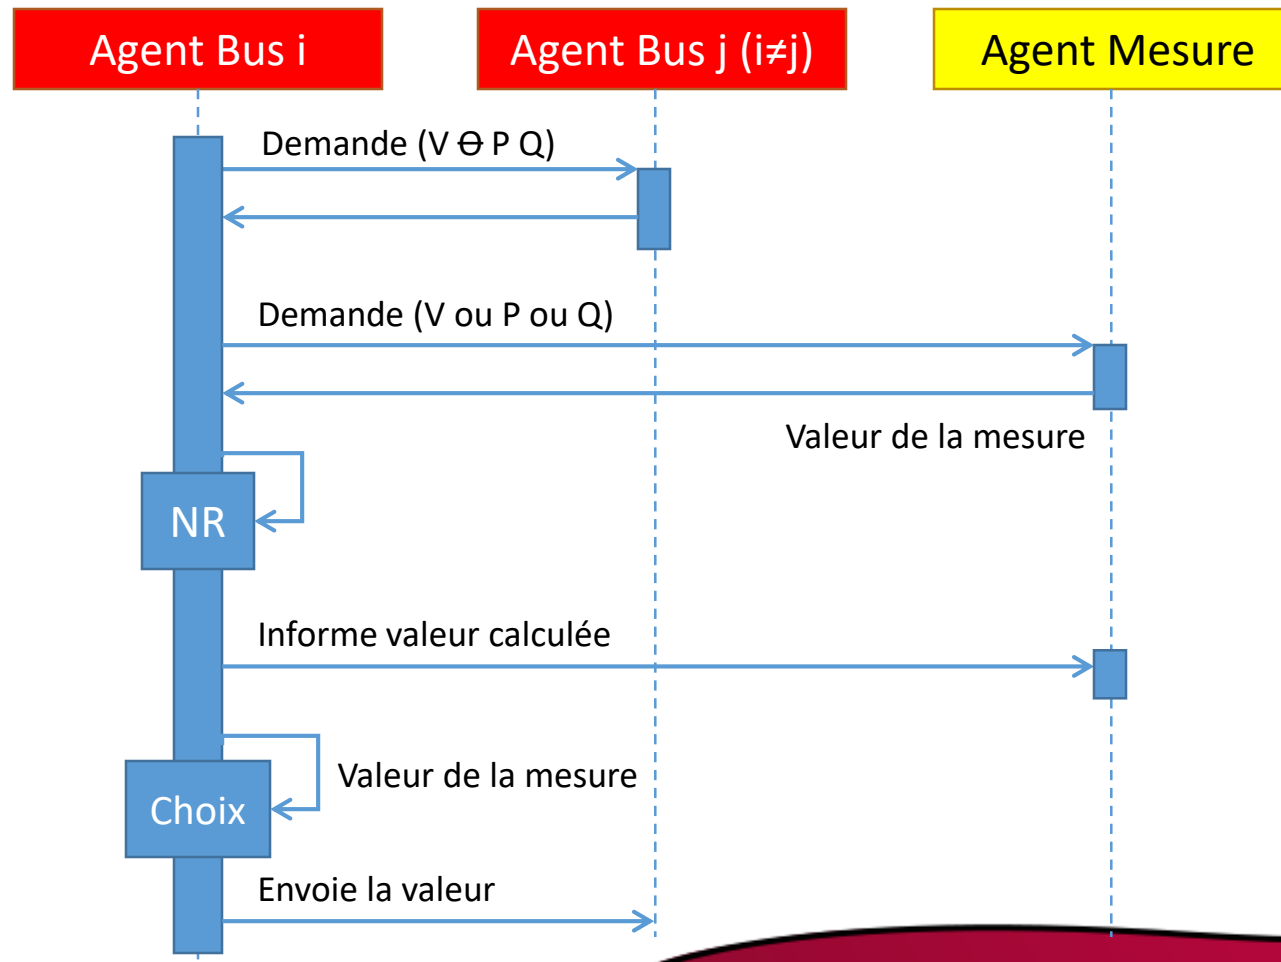 Agent Bus i
Agent Bus j (i≠j)
Agent Mesure
Demande (V Ɵ P Q)
Demande (V ou P ou Q)
Valeur de la mesure
NR
Informe valeur calculée
Valeur de la mesure
Choix
Envoie la valeur